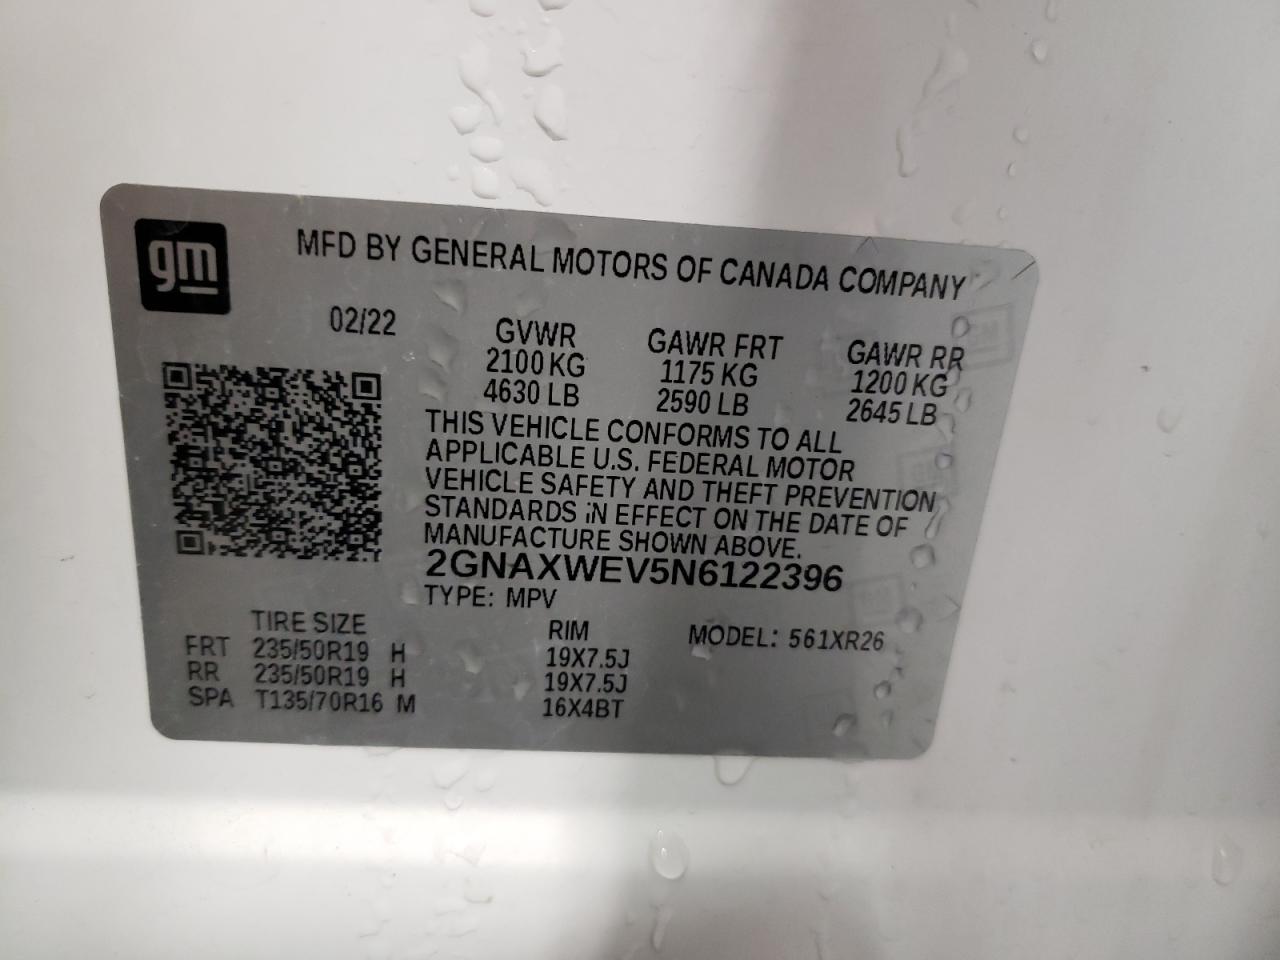 gm
MFD BY GENERAL MOTORS OF CANADA COMPANY
02/22
GVWR
2100 KG
4630 LB
GAWR FRT
1175 KG
2590 LB
GAWR RR
1200 KG
2645 LB
THIS VEHICLE CONFORMS TO ALL
APPLICABLE U.S. FEDERAL MOTOR
VEHICLE SAFETY AND THEFT PREVENTION
STANDARDS IN EFFECT ON THE DATE OF
MANUFACTURE SHOWN ABOVE.
2GNAXWEV5N6122396
TYPE: MPV
TIRE SIZE RIM MODEL: 561XR26
FRT 235/50R19 H 19X7.5J
RR 235/50R19 H 19X7.5J
SPA T135/70R16 M 16X4BT